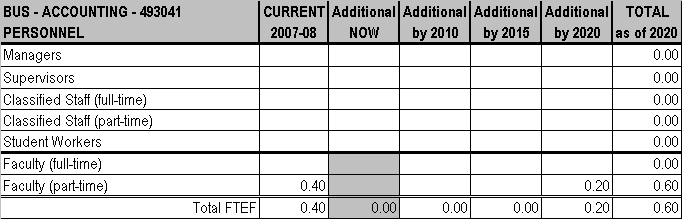 BUS - ACCOUNTING - 493041 CURRENT Additional Additional Additional Additional TOTAL
PERSONNEL 2007-08 NOW by 2010 by 2015 by 2020 as of 2020
Managers 0.00
Supervisors 0.00
Classified Staff (full-time) 0.00
Classified Staff (part-time) 0.00
Student Workers 0.00
Faculty (full-time) 0.00
Faculty (part-time) 0.40 0.20 0.60
Total FTEF 0.40 0.00 0.00 0.00 0.20 0.60